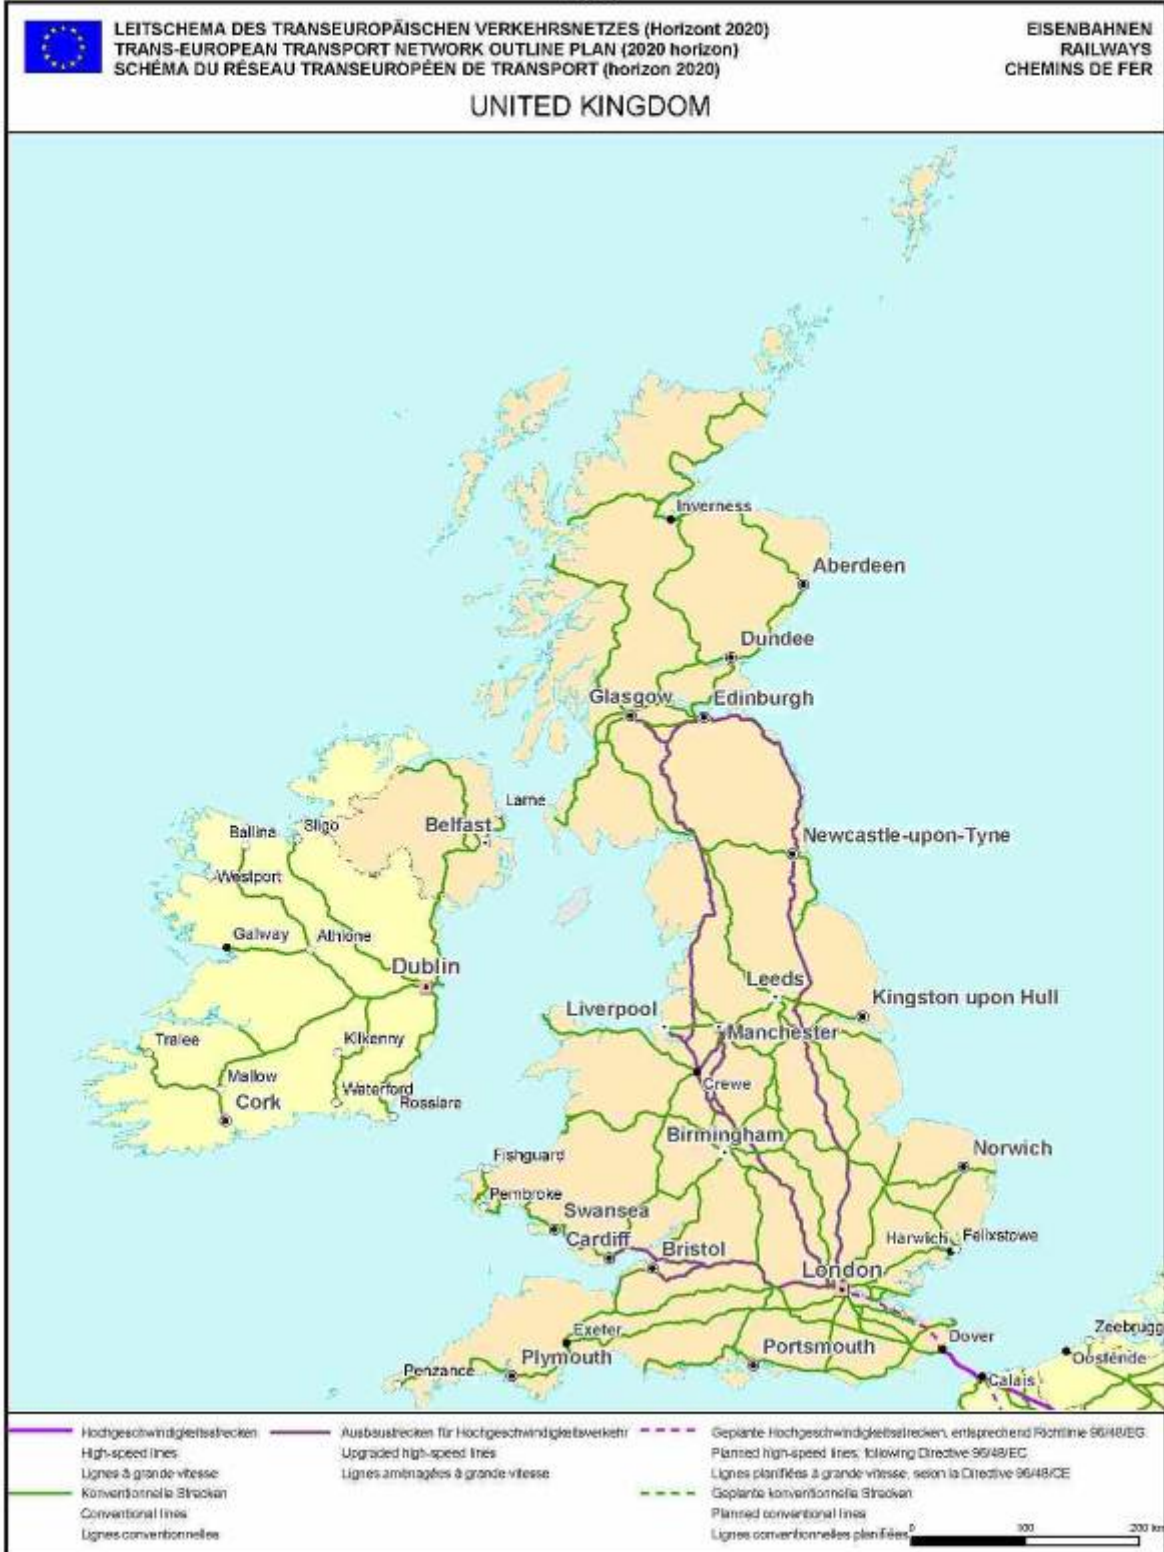 LEITSCHEMA DES TRANSEUROPÄISCHEN VERKEHRSNETZES (Horizont 2020)
TRANS-EUROPEAN TRANSPORT NETWORK OUTLINE PLAN (2020 horizon)
SCHÉMA DU RÉSEAU TRANSEUROPÉEN DE TRANSPORT (horizon 2020)
EISENBAHNEN
RAILWAYS
CHEMINS DE FER
UNITED KINGDOM
Inverness
Aberdeen
Dundee
Glasgow
Edinburgh
Larne
Belfast
Ballina
Sligo
Newcastle-upon-Tyne
Westport
Galway
Athlone
Dublin
Leeds
Kingston upon Hull
Liverpool
Manchester
Tralee
Kilkenny
Mallow
Crewe
Waterford
Cork
Rosslare
Birmingham
Norwich
Fishguard
Pembroke
Swansea
Cardiff
Bristol
Harwich
Felixstowe
London
Exeter
Dover
Zeebrugg
Portsmouth
Oostende
Penzance
Plymouth
Calais
Hochgeschwindigkeitsstrecken
High-speed lines
Lignes à grande vitesse
Konventionelle Strecken
Conventional lines
Lignes conventionnelles
Ausbaustrecken für Hochgeschwindigkeitsverkehr
Upgraded high-speed lines
Lignes aménagées à grande vitesse
Geplante Hochgeschwindigkeitsstrecken, entsprechend Richtlinie 96/48/EG
Planned high-speed lines, following Directive 96/48/EC
Lignes planifiées à grande vitesse, selon la Directive 96/48/CE
Geplante konventionelle Strecken
Planned conventional lines
Lignes conventionnelles planifiées
0 100 200 km